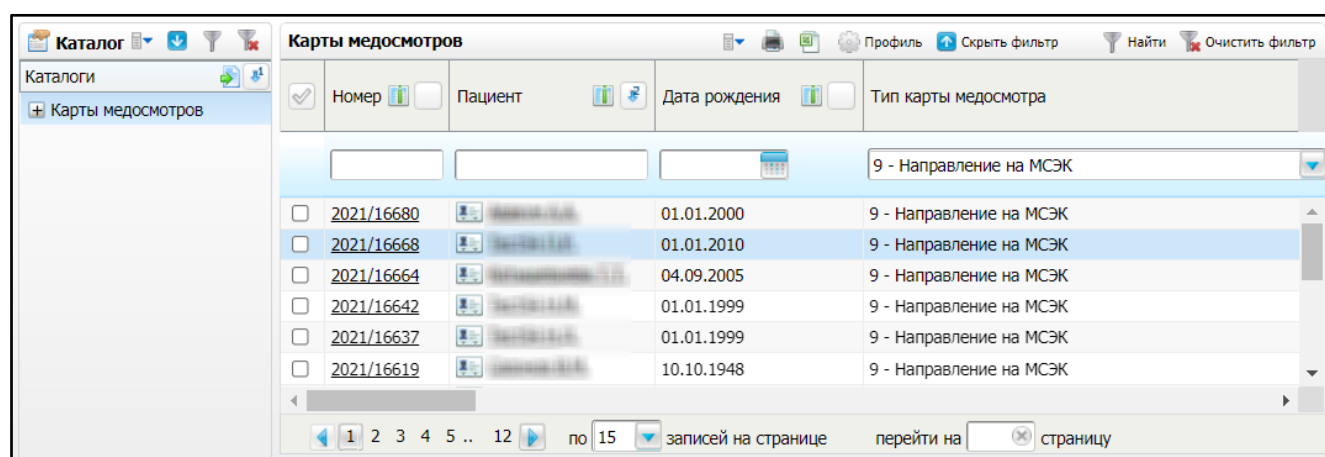 Каталог
Каталоги
Карты медосмотров
Карты медосмотров
Профиль Скрыть фильтр Найти Очистить фильтр
Номер Пациент Дата рождения Тип карты медосмотра
9 - Направление на МСЭК
2021/16680 01.01.2000 9 - Направление на МСЭК
2021/16668 01.01.2010 9 - Направление на МСЭК
2021/16664 04.09.2005 9 - Направление на МСЭК
2021/16642 01.01.1999 9 - Направление на МСЭК
2021/16637 01.01.1999 9 - Направление на МСЭК
2021/16619 10.10.1948 9 - Направление на МСЭК
1 2 3 4 5 .. 12 по 15 записей на странице перейти на страницу